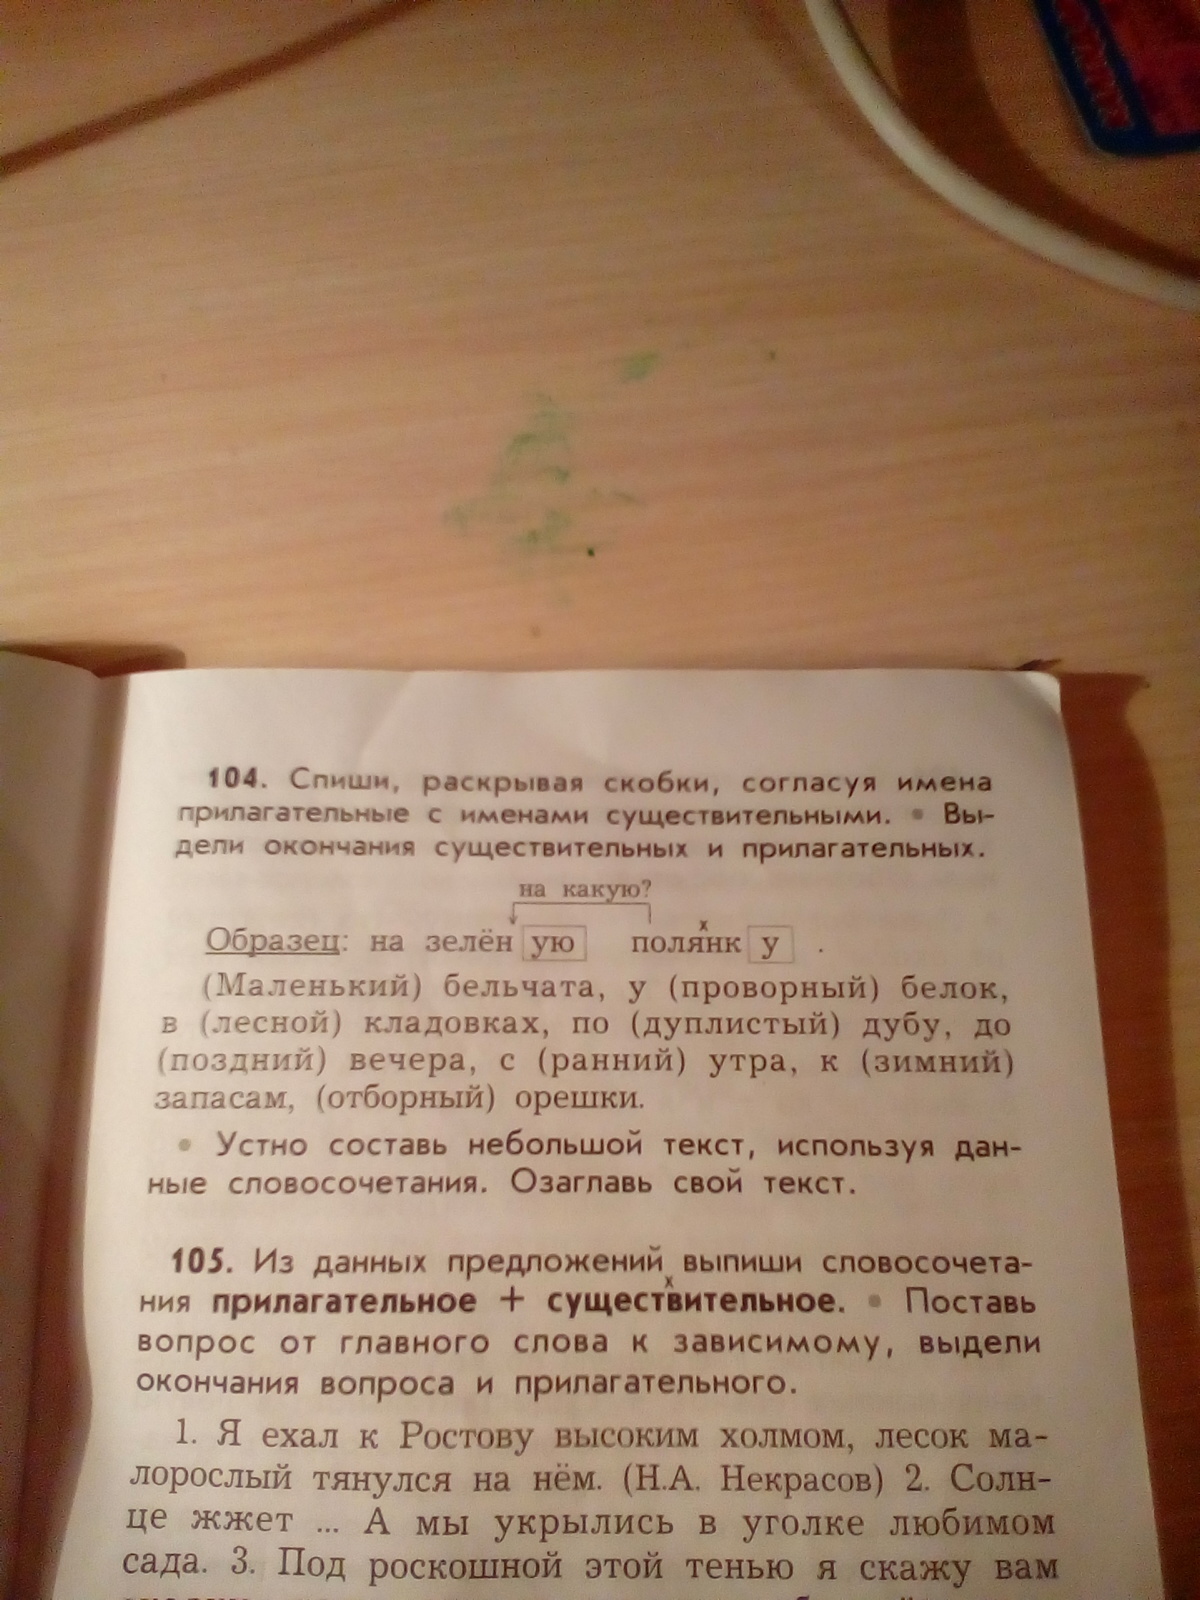 104. Спиши, раскрывая скобки, согласуя имена
прилагательные с именами существительными. • Вы-
дели окончания существительных и прилагательных.
на какую?
х
Образец: на зелён ую полянк у .
(Маленький) бельчата, у (проворный) белок,
в (лесной) кладовках, по (дуплистый) дубу, до
(поздний) вечера, с (ранний) утра, к (зимний)
запасам, (отборный) орешки.
• Устно составь небольшой текст, используя дан-
ные словосочетания. Озаглавь свой текст.
105. Из данных предложений выпиши словосочета-
х
ния прилагательное + существительное. • Поставь
вопрос от главного слова к зависимому, выдели
окончания вопроса и прилагательного.
1. Я ехал к Ростову высоким холмом, лесок ма-
лорослый тянулся на нём. (Н.А. Некрасов) 2. Солн-
це жжет ... А мы укрылись в уголке любимом
сада. 3. Под роскошной этой тенью я скажу вам